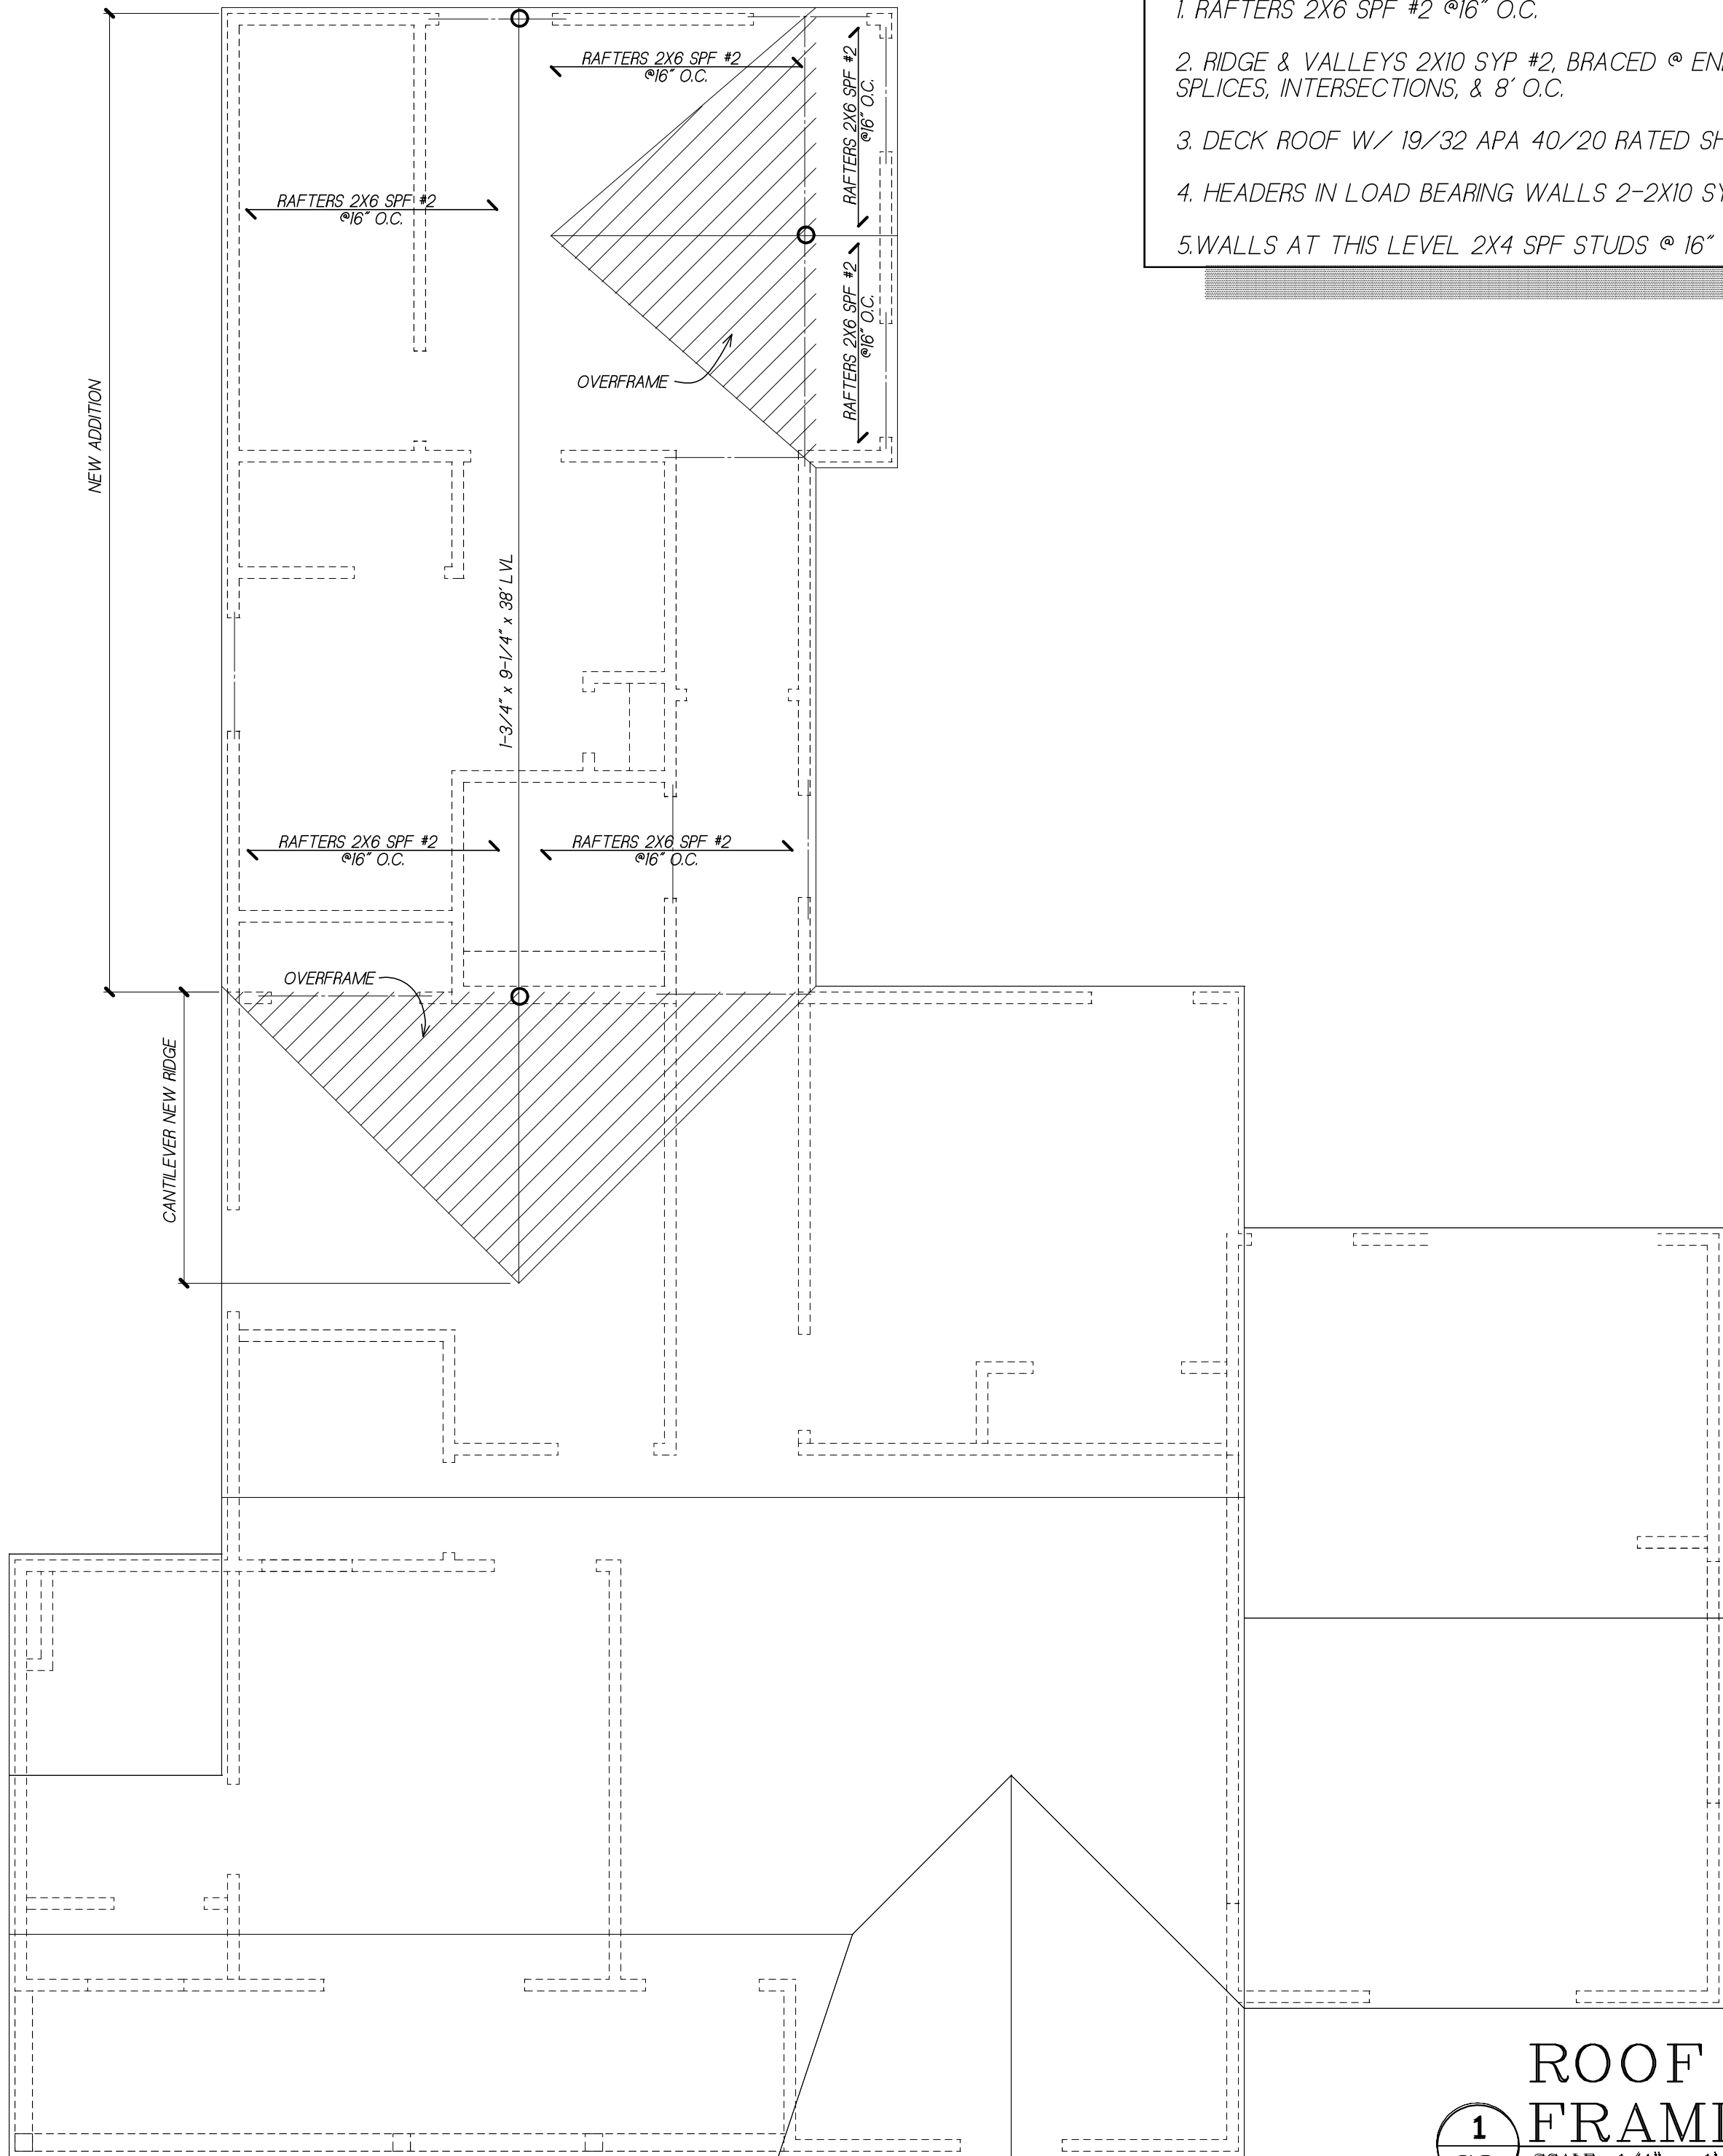 1. RAFTERS 2X6 SPF #2 @16" O.C.
2. RIDGE & VALLEYS 2X10 SYP #2, BRACED @
SPLICES, INTERSECTIONS, & 8' O.C.
3. DECK ROOF W/ 19/32 APA 40/20 RATED
4. HEADERS IN LOAD BEARING WALLS 2-2X10
5.WALLS AT THIS LEVEL 2X4 SPF STUDS @ 16"
RAFTERS 2X6 SPF #2
@16" O.C.
RAFTERS 2X6 SPF #2
@16" O.C.
RAFTERS 2X6 SPF #2
@16" O.C.
RAFTERS 2X6 SPF #2
@16" O.C.
OVERFRAME
NEW ADDITION
1-3/4" x 9-1/4" x 38' LVL
RAFTERS 2X6 SPF #2
@16" O.C.
RAFTERS 2X6 SPF #2
@16" O.C.
OVERFRAME
CANTILEVER NEW RIDGE
ROOF
1